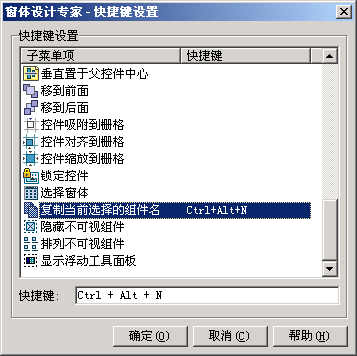 窗体设计专家 - 快捷键设置
快捷键设置
子菜单项 快捷键
垂直置于父控件中心
移到前面
移到后面
控件吸附到栅格
控件对齐到栅格
控件缩放到栅格
锁定控件
选择窗体
复制当前选择的组件名 Ctrl+Alt+N
隐藏不可视组件
排列不可视组件
显示浮动工具面板
快捷键: Ctrl + Alt + N
确定(O) 取消(C) 帮助(H)